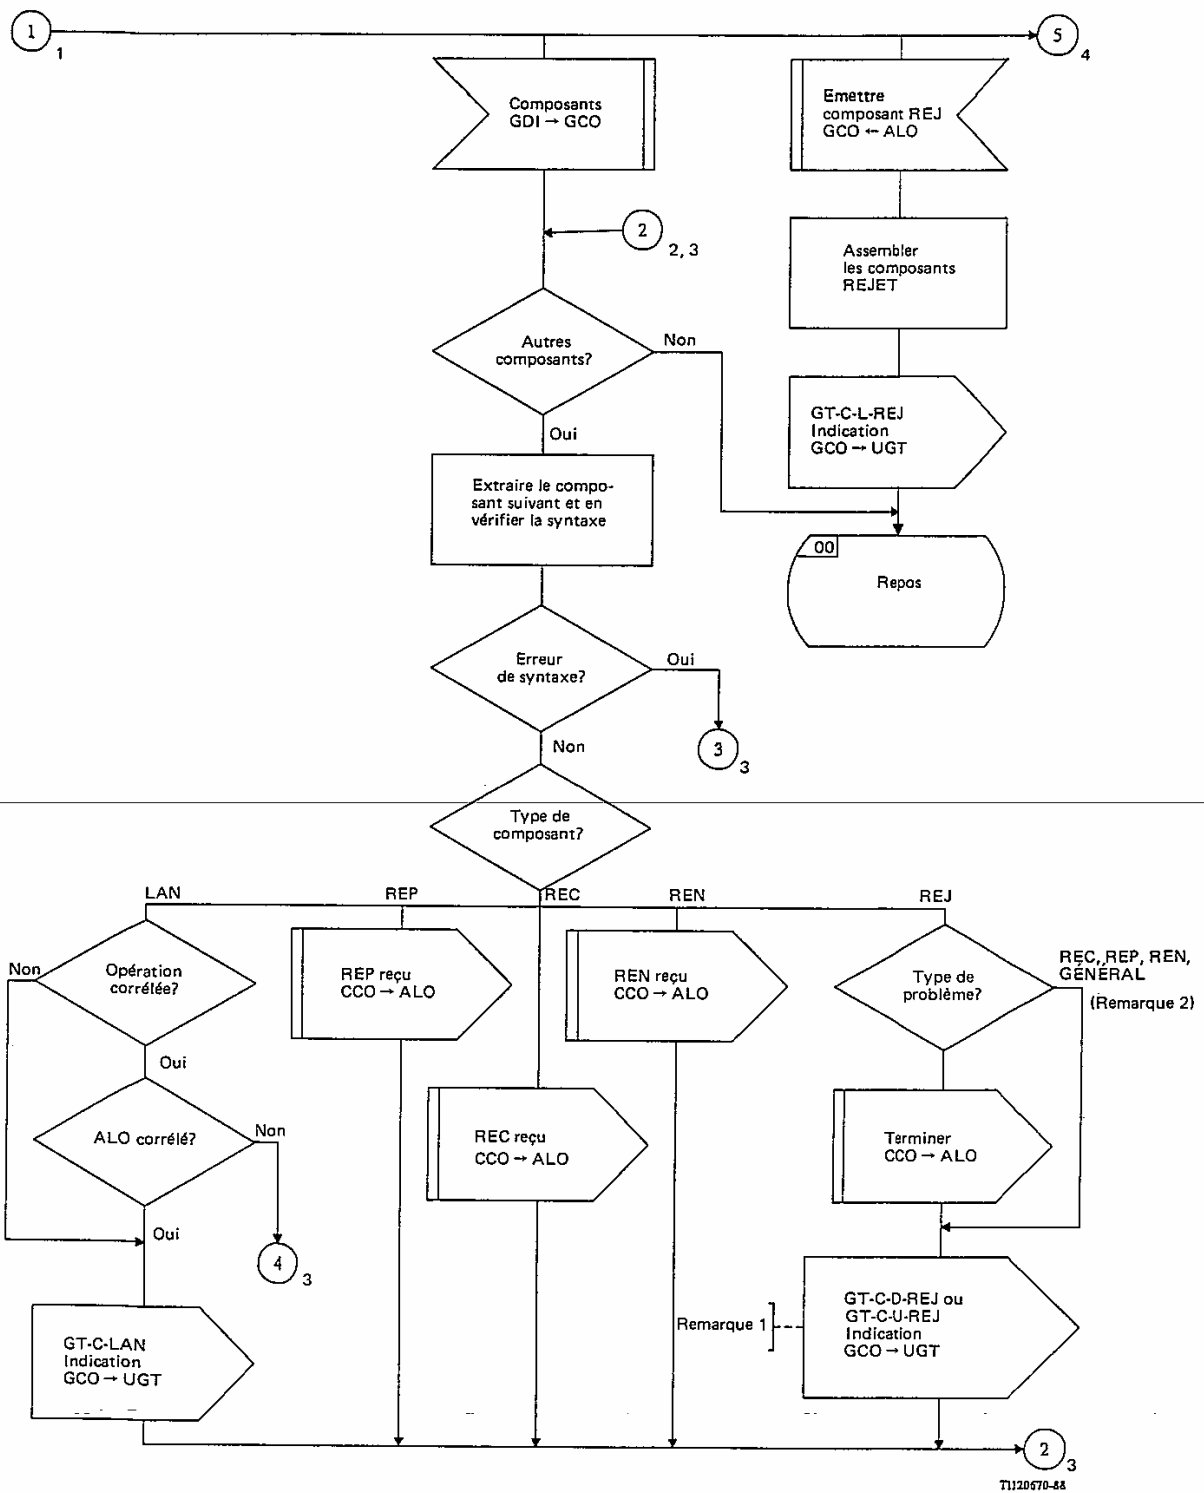 1
1
5
4
Composants
GDI → GCO
Emettre
composant REJ
GCO ← ALO
2
2, 3
Assembler
les composants
REJET
Autres
composants?
Non
Oui
GT-C-L-REJ
Indication
GCO → UGT
Extraire le compo-
sant suivant et en
vérifier la syntaxe
00
Repos
Erreur
de syntaxe?
Oui
Non
3
3
Type de
composant?
LAN
REP
REC
REN
REJ
Non
Opération
corrélée?
Oui
REP reçu
CCO → ALO
REN reçu
CCO → ALO
Type de
problème?
REC, REP, REN,
GENERAL
(Remarque 2)
ALO corrélé?
Non
Oui
REC reçu
CCO → ALO
Terminer
CCO → ALO
4
3
GT-C-LAN
Indication
GCO → UGT
Remarque 1
GT-C-D-REJ ou
GT-C-U-REJ
Indication
GCO → UGT
2
3
T1120670-88